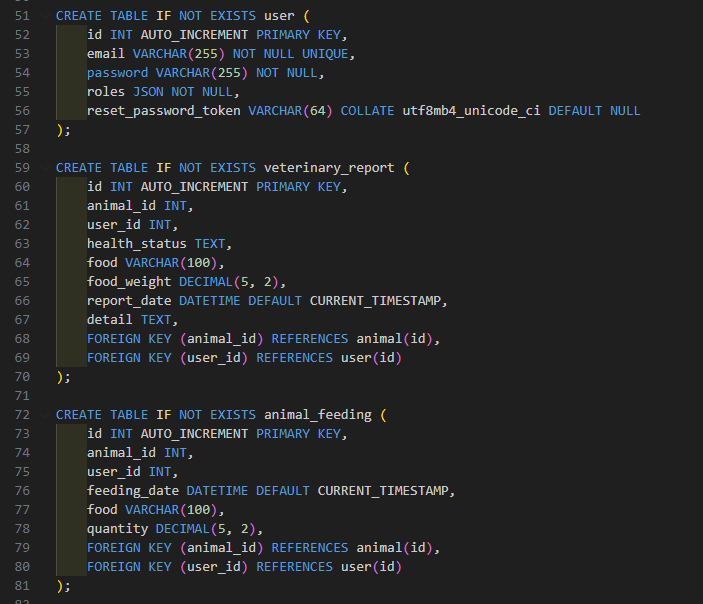 51 CREATE TABLE IF NOT EXISTS user (
52     id INT AUTO_INCREMENT PRIMARY KEY,
53     email VARCHAR(255) NOT NULL UNIQUE,
54     password VARCHAR(255) NOT NULL,
55     roles JSON NOT NULL,
56     reset_password_token VARCHAR(64) COLLATE utf8mb4_unicode_ci DEFAULT NULL
57 );
58
59 CREATE TABLE IF NOT EXISTS veterinary_report (
60     id INT AUTO_INCREMENT PRIMARY KEY,
61     animal_id INT,
62     user_id INT,
63     health_status TEXT,
64     food VARCHAR(100),
65     food_weight DECIMAL(5, 2),
66     report_date DATETIME DEFAULT CURRENT_TIMESTAMP,
67     detail TEXT,
68     FOREIGN KEY (animal_id) REFERENCES animal(id),
69     FOREIGN KEY (user_id) REFERENCES user(id)
70 );
71
72 CREATE TABLE IF NOT EXISTS animal_feeding (
73     id INT AUTO_INCREMENT PRIMARY KEY,
74     animal_id INT,
75     user_id INT,
76     feeding_date DATETIME DEFAULT CURRENT_TIMESTAMP,
77     food VARCHAR(100),
78     quantity DECIMAL(5, 2),
79     FOREIGN KEY (animal_id) REFERENCES animal(id),
80     FOREIGN KEY (user_id) REFERENCES user(id)
81 );